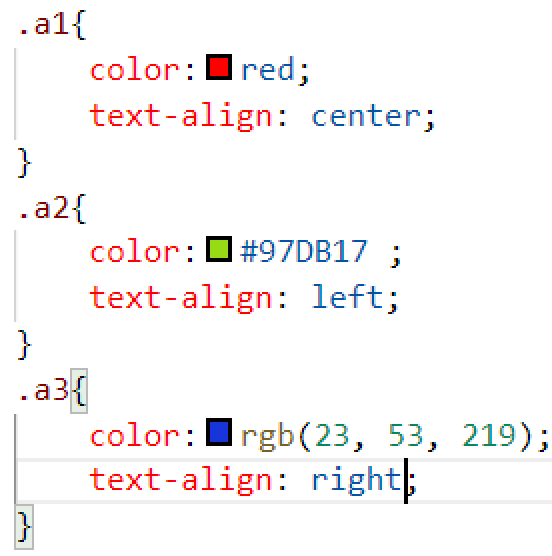 .a1{
color: red;
text-align: center;
}
.a2{
color: #97DB17 ;
text-align: left;
}
.a3{
color: rgb(23, 53, 219);
text-align: right;
}